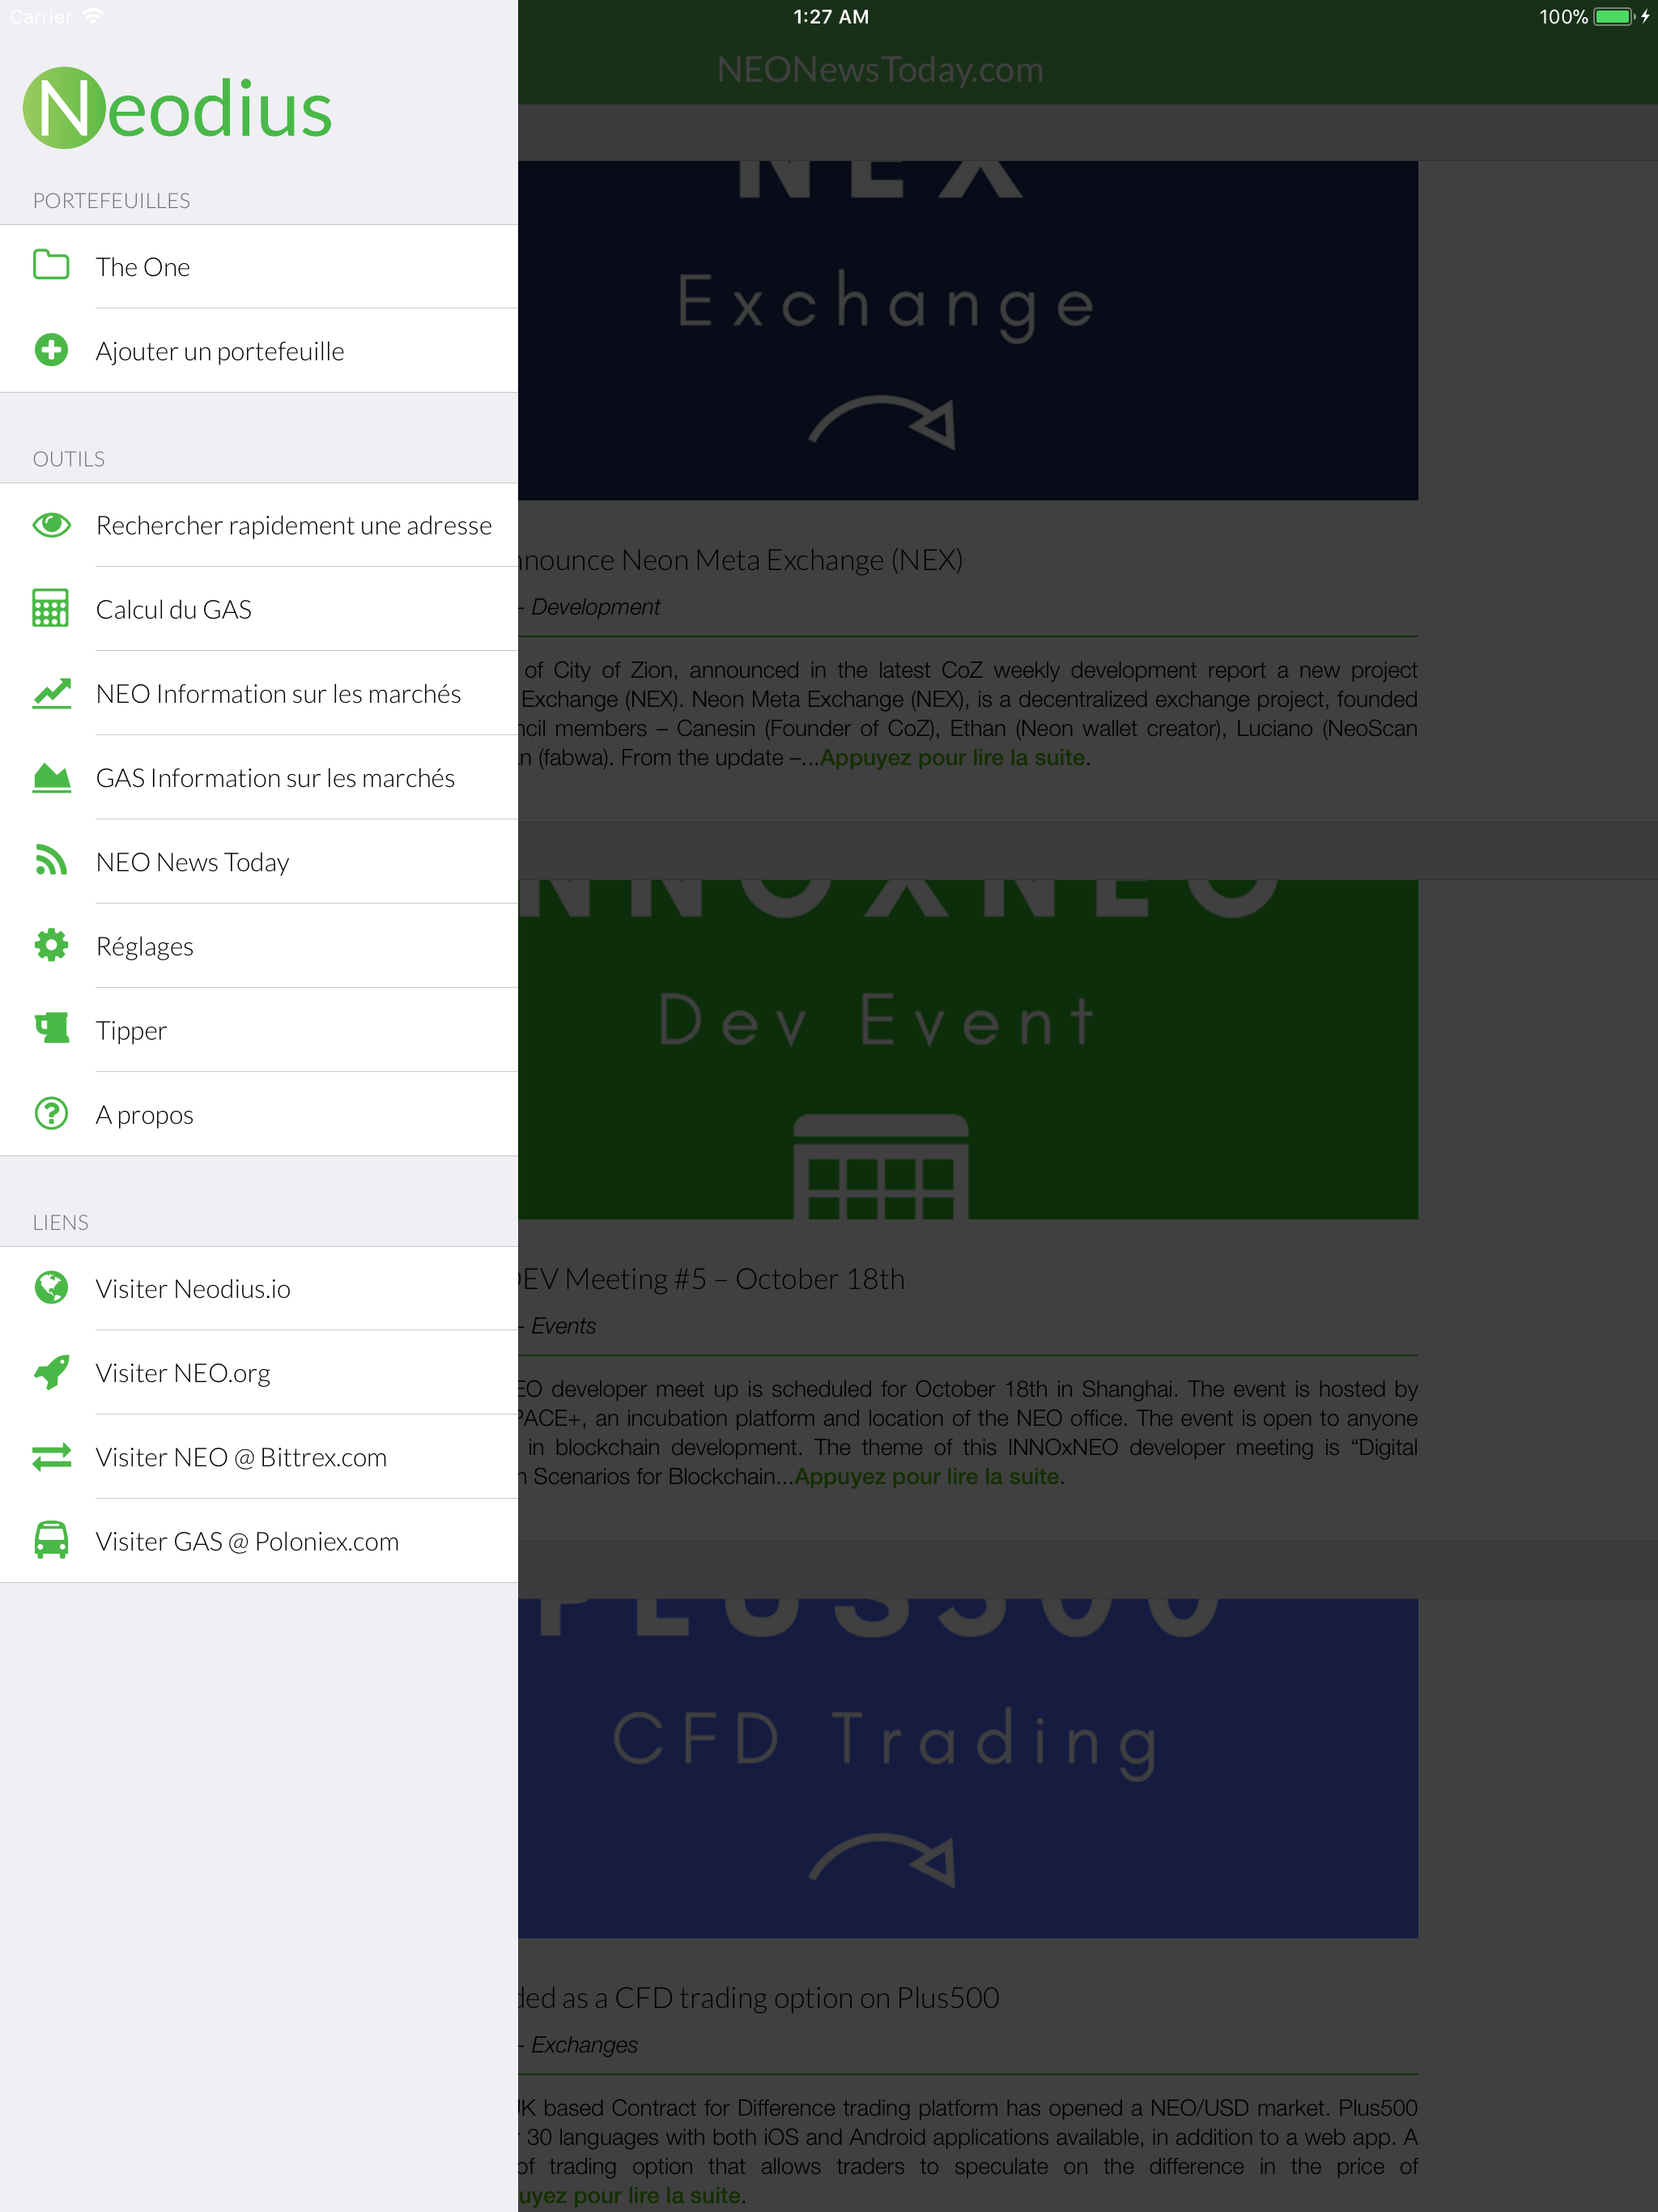 Carrier
1:27 AM
100%
Neodius
PORTEFEUILLES
The One
Ajouter un portefeuille
OUTILS
Rechercher rapidement une adresse
Calcul du GAS
NEO Information sur les marchés
GAS Information sur les marchés
NEO News Today
Réglages
Tipper
A propos
LIENS
Visiter Neodius.io
Visiter NEO.org
Visiter NEO @ Bittrex.com
Visiter GAS @ Poloniex.com
NEONewsToday.com
NEX
Exchange
Neon Meta Exchange (NEX)
- Development
of City of Zion, announced in the latest CoZ weekly development report a new project
Exchange (NEX). Neon Meta Exchange (NEX), is a decentralized exchange project, founded
members – Canesin (Founder of CoZ), Ethan (Neon wallet creator), Luciano (NeoScan
(fabwa). From the update –...Appuyez pour lire la suite.
NNOXNEO
Dev Event
Meeting #5 – October 18th
- Events
developer meet up is scheduled for October 18th in Shanghai. The event is hosted by
an incubation platform and location of the NEO office. The event is open to anyone
in blockchain development. The theme of this INNOxNEO developer meeting is “Digital
Scenarios for Blockchain...Appuyez pour lire la suite.
PLUS500
CFD Trading
as a CFD trading option on Plus500
- Exchanges
based Contract for Difference trading platform has opened a NEO/USD market. Plus500
30 languages with both iOS and Android applications available, in addition to a web app. A
of trading option that allows traders to speculate on the difference in the price of
pour lire la suite.